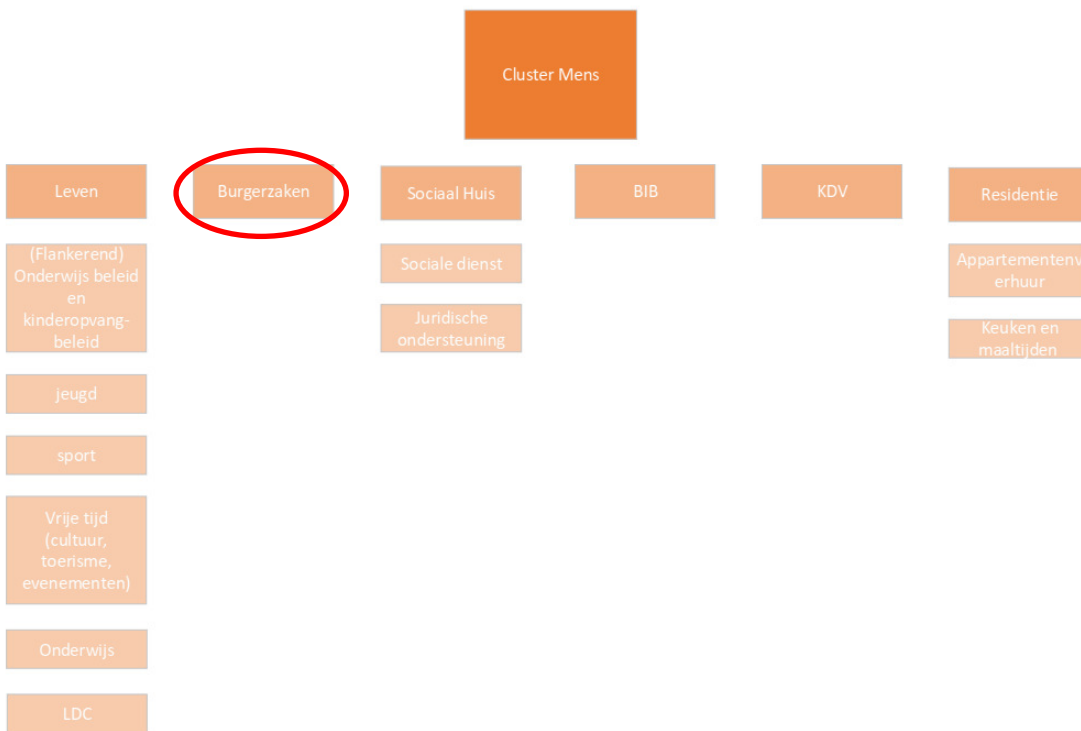 Cluster Mens
Leven
Burgerzaken
Sociaal Huis
BIB
KDV
Residentie
(Flankerend)
Onderwijs beleid
en
kinderopvang-
beleid
jeugd
sport
Vrije tijd
(cultuur,
toerisme,
evenementen)
Onderwijs
LDC
Sociale dienst
Juridische
ondersteuning
Appartementenv
erhuur
Keuken en
maaltijden